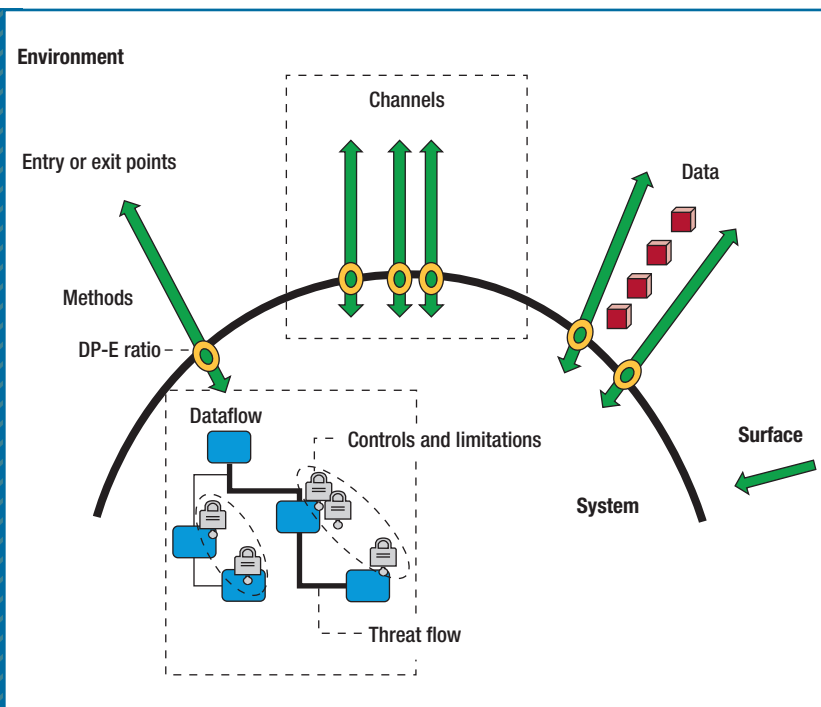 Environment
Channels
Entry or exit points
Data
Methods
DP-E ratio
Dataflow
Controls and limitations
Surface
System
Threat flow